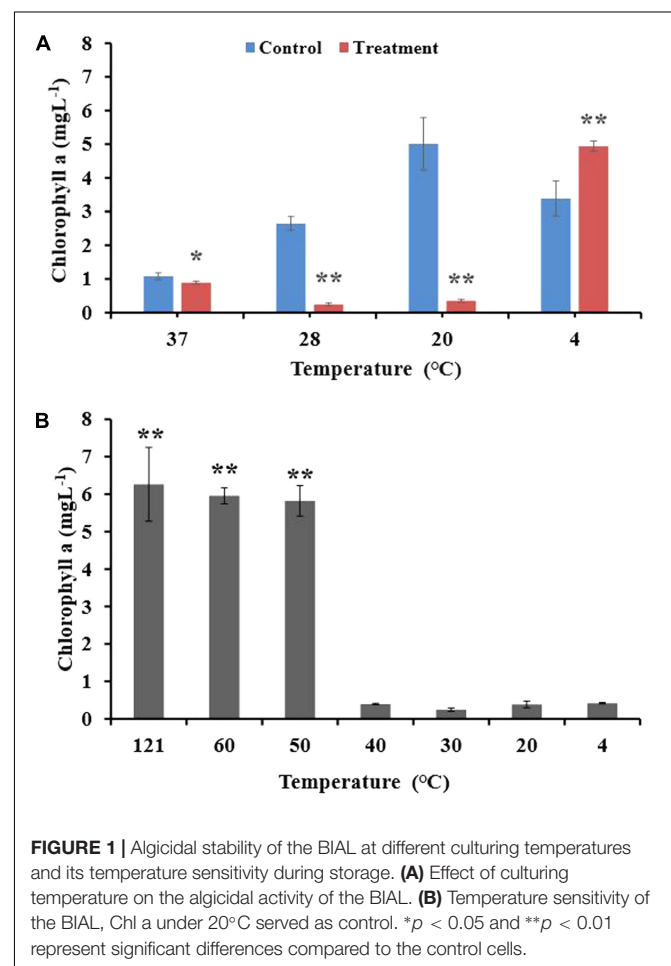 A
Control Treatment
8
7
6
5
4
3
2
1
0
Chlorophyll a (mgL-1)
*
**
**
**
37 28 20 4
Temperature (°C)
B
8
7
6
5
4
3
2
1
0
Chlorophyll a (mgL-1)
**
**
**
121 60 50 40 30 20 4
Temperature (°C)
FIGURE 1 | Algicidal stability of the BIAL at different culturing temperatures
and its temperature sensitivity during storage. (A) Effect of culturing
temperature on the algicidal activity of the BIAL. (B) Temperature sensitivity of
the BIAL, Chl a under 20°C served as control. *p < 0.05 and **p < 0.01
represent significant differences compared to the control cells.